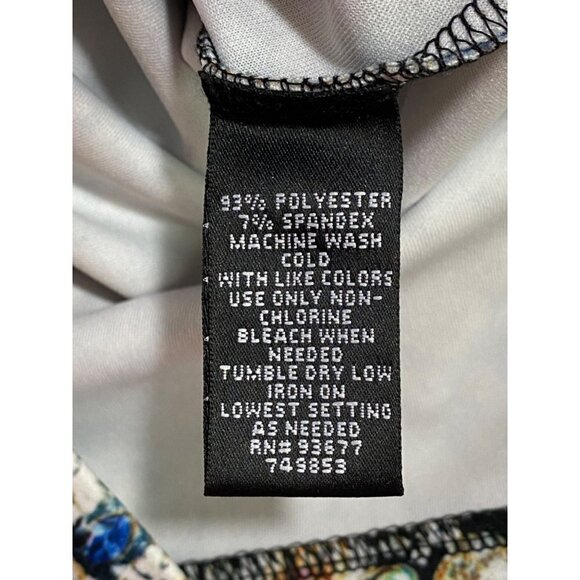 93% POLYESTER
7% SPANDEX
MACHINE WASH
COLD
WITH LIKE COLORS
USE ONLY NON-
CHLORINE
BLEACH WHEN
NEEDED
TUMBLE DRY LOW
IRON ON
LOWEST SETTING
AS NEEDED
RN# 93677
749853